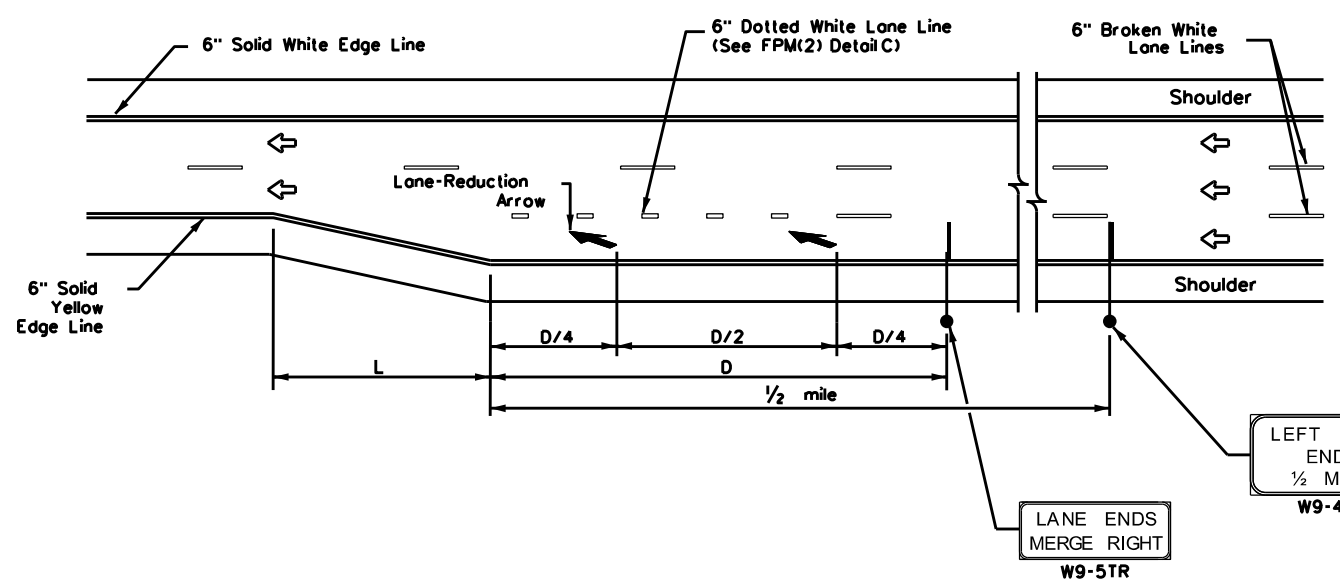 6" Solid White Edge Line
6" Dotted White Lane Line
(See FPM(2) Detail C)
6" Broken White
Lane Lines
Shoulder
Lane-Reduction
Arrow
6" Solid
Yellow
Edge Line
Shoulder
D/4
D/2
D/4
L
D
½ mile
LEFT
END
½ M
W9-4
LANE ENDS
MERGE RIGHT
W9-5TR